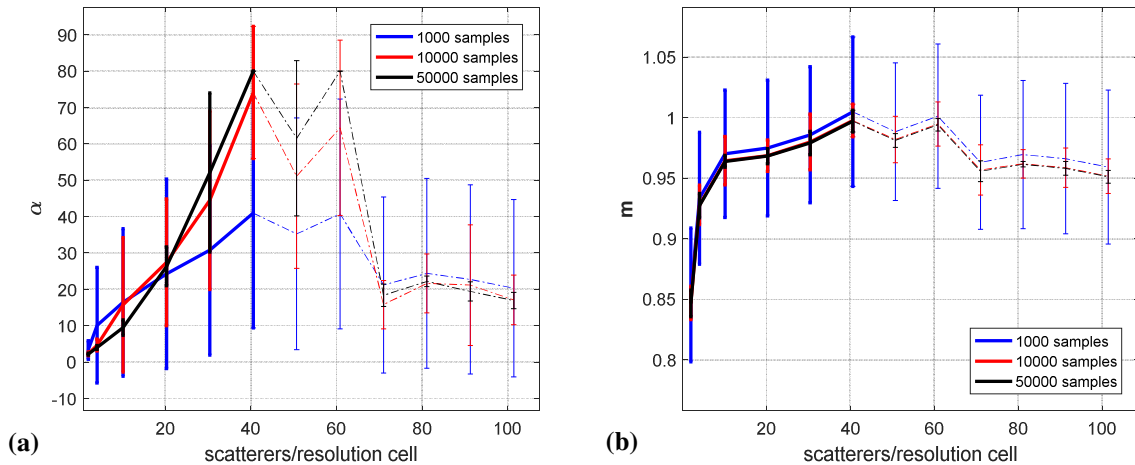 90
80
70
60
50
40
30
20
10
0
-10
α
20 40 60 80 100
scatterers/resolution cell
1000 samples
10000 samples
50000 samples
(a)
1.05
1
0.95
0.9
0.85
0.8
m
20 40 60 80 100
scatterers/resolution cell
1000 samples
10000 samples
50000 samples
(b)